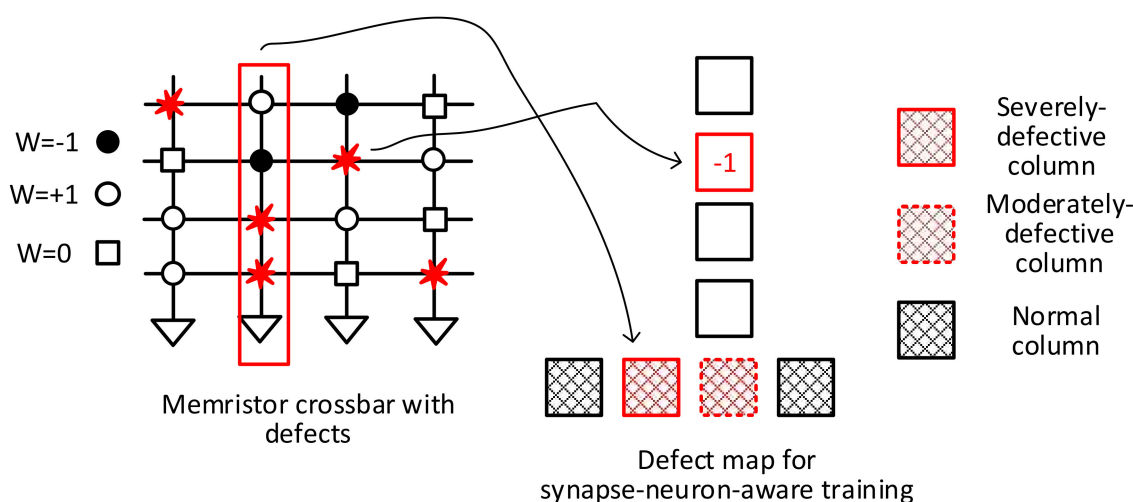 W=-1
W=+1
W=0
Memristor crossbar with
defects
-1
Defect map for
synapse-neuron-aware training
Severely-
defective
column
Moderately-
defective
column
Normal
column